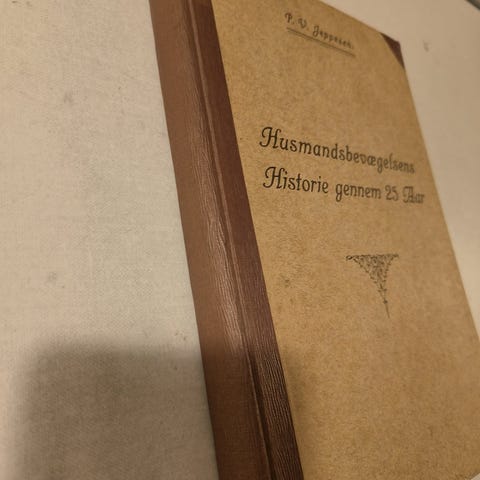 P. V. Jeppesen.
Husmandsbevægelsens
Historie gennem 25 Aar